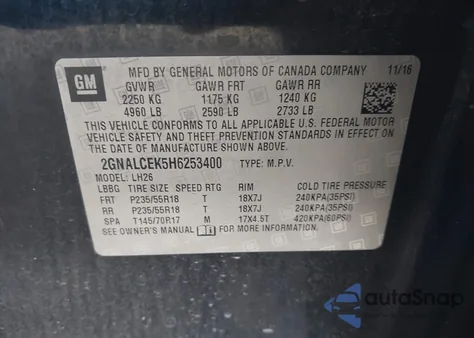 GM
MFD BY GENERAL MOTORS OF CANADA COMPANY 11/16
GVWR GAWR FRT GAWR RR
2250 KG 1175 KG 1240 KG
4960 LB 2590 LB 2733 LB
THIS VEHICLE CONFORMS TO ALL APPLICABLE U.S. FEDERAL MOTOR
VEHICLE SAFETY AND THEFT PREVENTION STANDARDS IN EFFECT ON
THE DATE OF MANUFACTURE SHOWN ABOVE.
2GNALCEK5H6253400 TYPE: M.P.V.
MODEL: LH26
LBBG TIRE SIZE SPEED RTG RIM COLD TIRE PRESSURE
FRT P235/55R18 T 18X7J 240KPA(35PSI)
RR P235/55R18 T 18X7J 240KPA(35PSI)
SPA T145/70R17 M 17X4.5T 420KPA(60PSI)
SEE OWNER'S MANUAL FOR MORE INFORMATION.
autoSnap